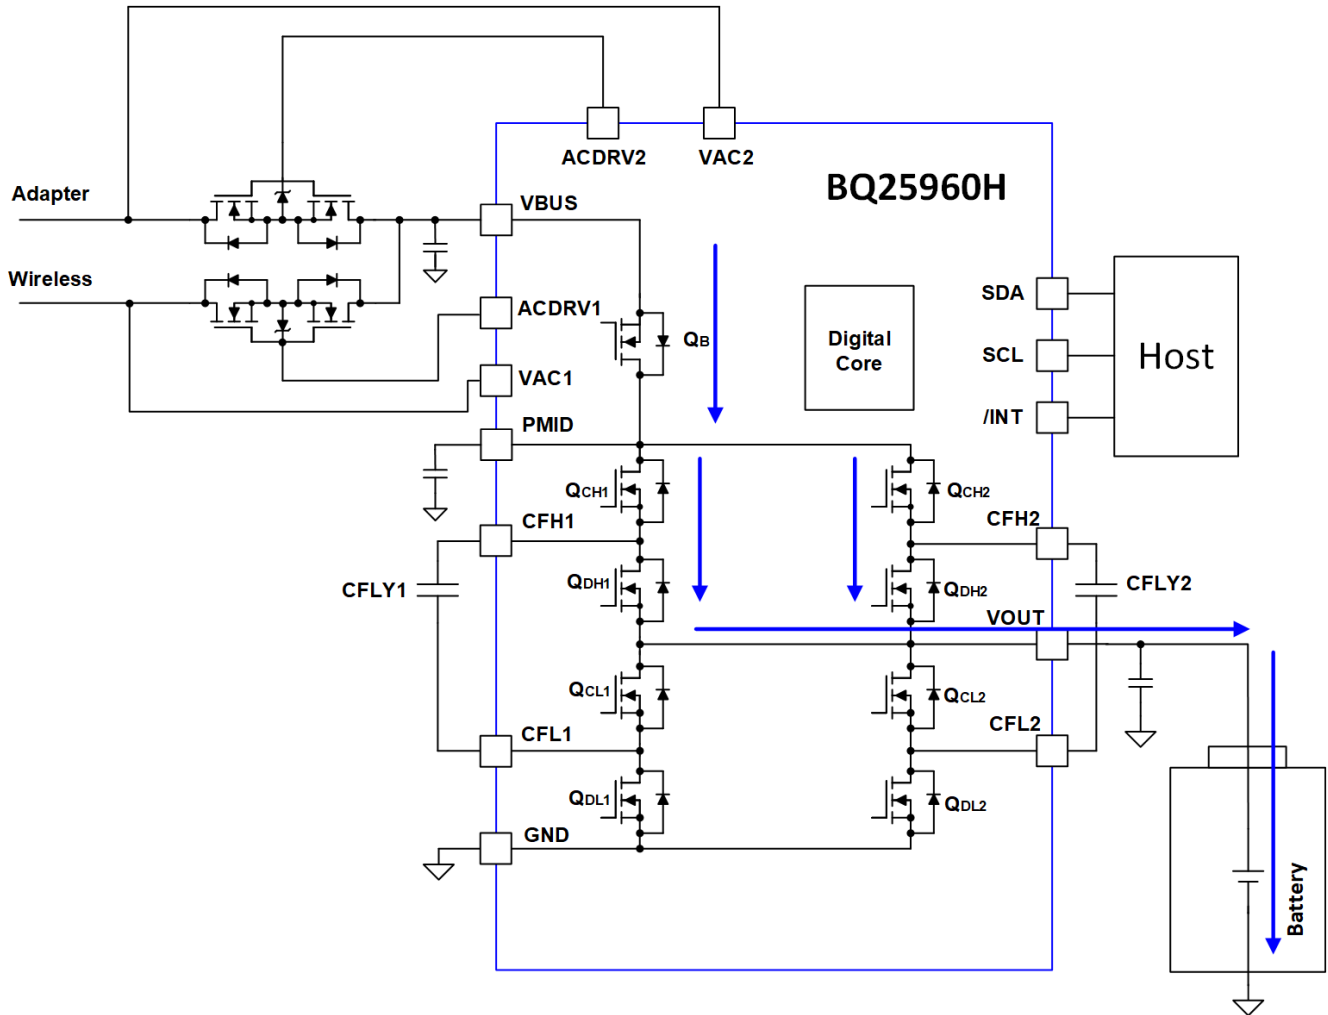 ACDRV2
VAC2
BQ25960H
Adapter
VBUS
Wireless
ACDRV1
QB
Digital
Core
SDA
SCL
/INT
Host
VAC1
PMID
QCH1
QCH2
CFH1
CFH2
CFLY1
QDH1
QDH2
CFLY2
VOUT
QCL1
QCL2
CFL1
CFL2
QDL1
QDL2
GND
Battery